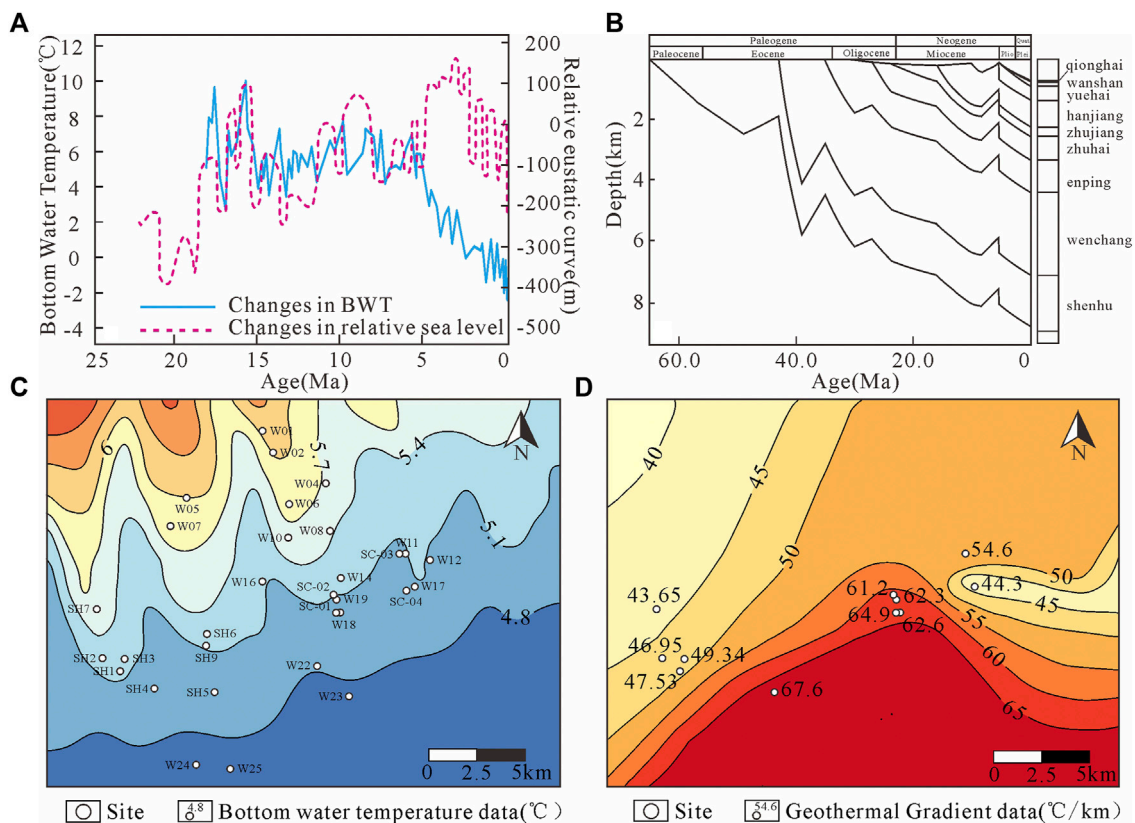 A
Bottom Water Temperature(℃)
12
10
8
6
4
2
0
-2
-4
200
100
0
-100
-200
-300
-400
-500
Relative eustatic curve(m)
Changes in BWT
Changes in relative sea level
25 20 15 10 5 0
Age(Ma)
B
Paleogene Neogene Quat
Paleocene Eocene Oligocene Miocene Plio Plei
Depth(km)
2
4
6
8
qionghai
wanshan
yuehai
hanjiang
zhujiang
zhuhai
enping
wenchang
shenhu
60.0 40.0 20.0 0
Age(Ma)
C
N
6
5.7
5.4
5.1
4.8
W01
W02
W04
W05
W06
W07
W08
W10
W11
SC-03
W12
W16
W14
SC-02
W17
W19
SC-01
SC-04
W18
SH7
SH6
SH9
SH2
SH3
SH1
W22
SH4
SH5
W23
W24
W25
0 2.5 5km
Site
4.8
Bottom water temperature data(℃)
D
N
40
45
50
54.6
50
44.3
45
43.65
61.2
62.3
64.9
62.6
55
46.95
49.34
60
47.53
67.6
65
0 2.5 5km
Site
54.6
Geothermal Gradient data(℃/km)